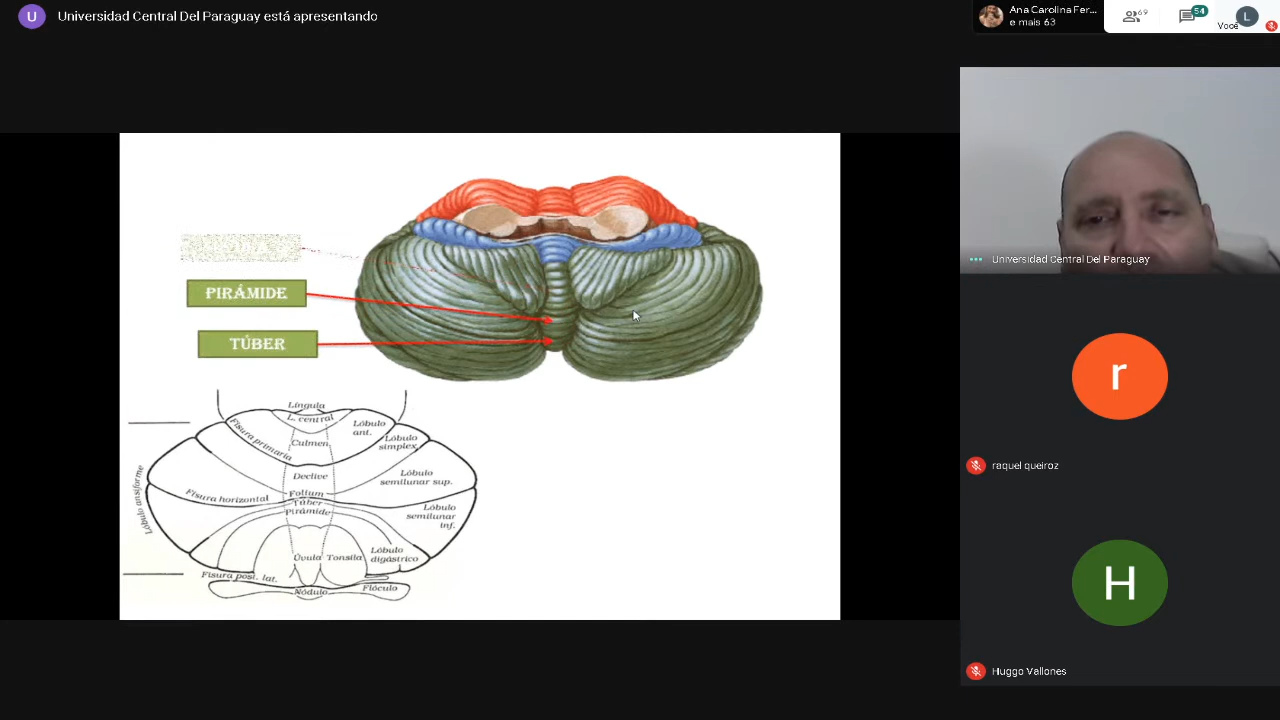 U
Universidad Central Del Paraguay está apresentando
Ana Carolina Fer...
e mais 63
69
54
L
Você
Universidad Central Del Paraguay
PIRÁMIDE
TÚBER
Língula
L. central
Lóbulo
ant.
Fisura primaria
Culmen
Lóbulo
simplex
Declive
Lóbulo
semilunar sup.
Lóbulo ansiforme
Fisura horizontal
Folium
Túber
Pirámide
Lóbulo
semilunar
inf.
Úvula
Tonsila
Lóbulo
digástrico
Fisura post. lat.
Nódulo
Flóculo
r
raquel queiroz
H
Huggo Vallones